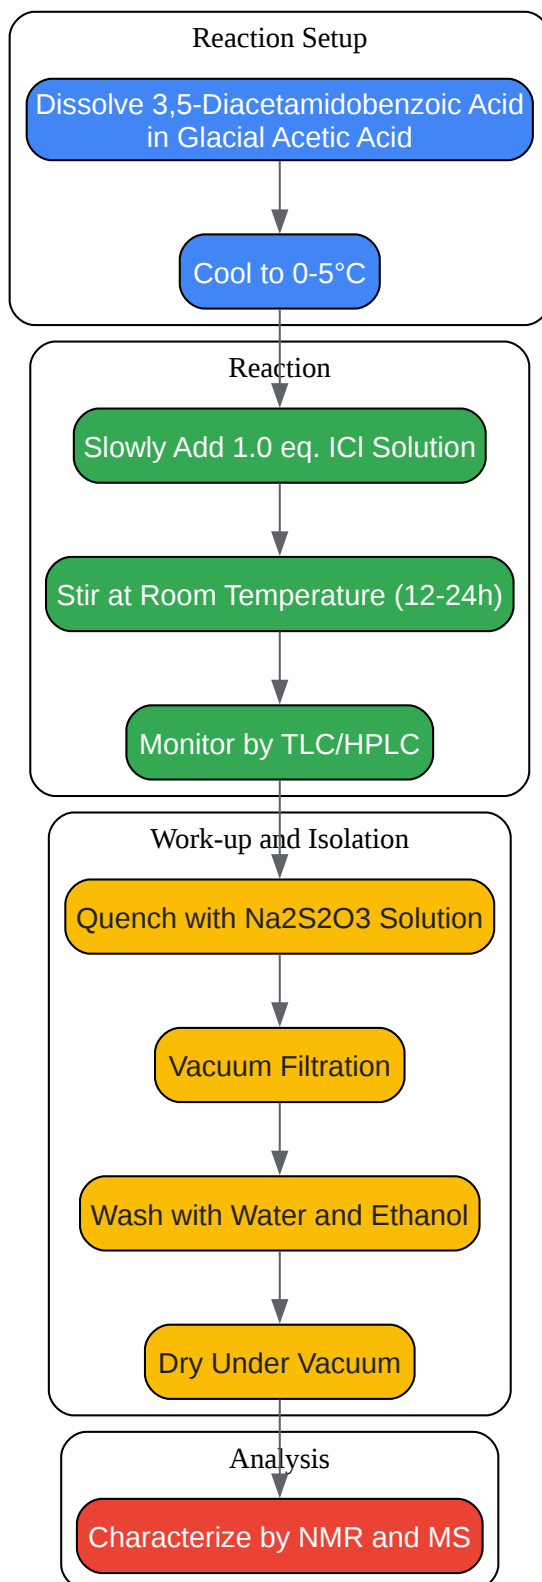 Reaction Setup
Dissolve 3,5-Diacetamidobenzoic Acid
in Glacial Acetic Acid
Cool to 0-5°C
Reaction
Slowly Add 1.0 eq. ICl Solution
Stir at Room Temperature (12-24h)
Monitor by TLC/HPLC
Work-up and Isolation
Quench with Na2S2O3 Solution
Vacuum Filtration
Wash with Water and Ethanol
Dry Under Vacuum
Analysis
Characterize by NMR and MS